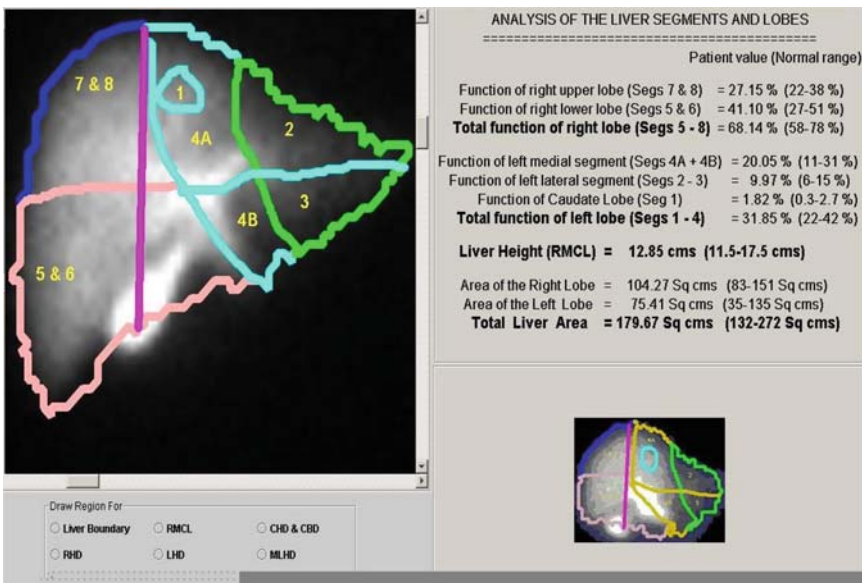 7 & 8
1
2
4A
3
4B
5 & 6
ANALYSIS OF THE LIVER SEGMENTS AND LOBES
==========================================
Patient value (Normal range)
Function of right upper lobe (Segs 7 & 8) = 27.15 % (22-38 %)
Function of right lower lobe (Segs 5 & 6) = 41.10 % (27-51 %)
Total function of right lobe (Segs 5 - 8) = 68.14 % (58-78 %)
Function of left medial segment (Segs 4A + 4B) = 20.05 % (11-31 %)
Function of left lateral segment (Segs 2 - 3) = 9.97 % (6-15 %)
Function of Caudate Lobe (Seg 1) = 1.82 % (0.3-2.7 %)
Total function of left lobe (Segs 1 - 4) = 31.85 % (22-42 %)
Liver Height (RMCL) = 12.85 cms (11.5-17.5 cms)
Area of the Right Lobe = 104.27 Sq cms (83-151 Sq cms)
Area of the Left Lobe = 75.41 Sq cms (35-135 Sq cms)
Total Liver Area = 179.67 Sq cms (132-272 Sq cms)
Draw Region For
Liver Boundary RMCL CHD & CBD
RHD LHD MLHD